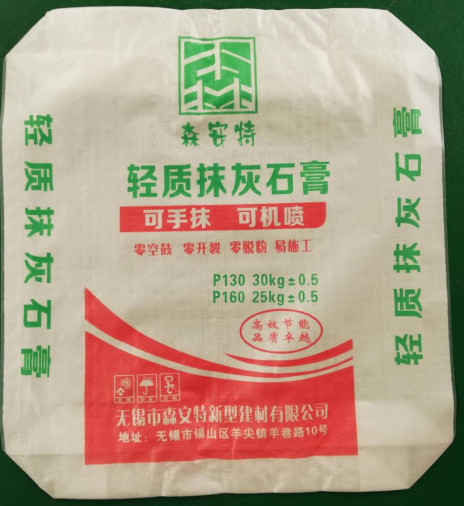 森安特
轻质抹灰石膏
轻质抹灰石膏
可手抹 可机喷
零空鼓 零开裂 零脱粉 易施工
P130 30kg±0.5
P160 25kg±0.5
高效节能
品质卓越
无锡市森安特新型建材有限公司
地址：无锡市锡山区羊尖镇羊巷路10号
轻质抹灰石膏